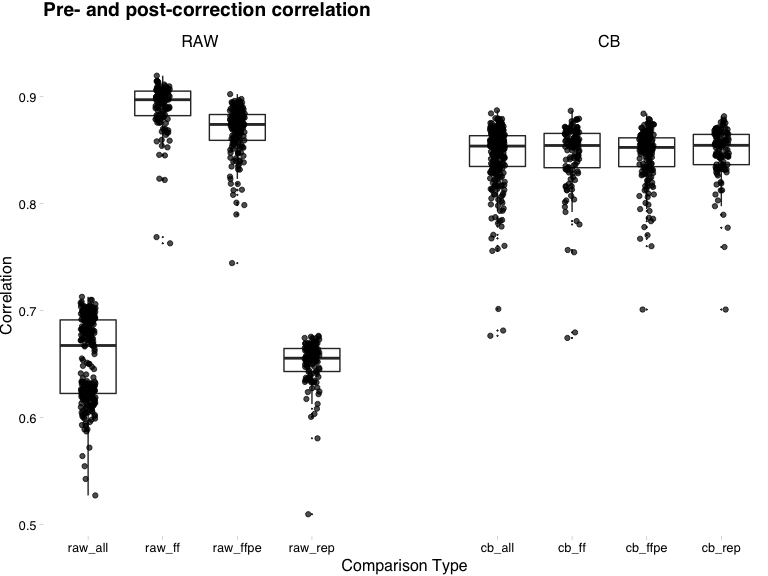 Pre- and post-correction correlation
RAW CB
Correlation
0.9
0.8
0.7
0.6
0.5
raw_all raw_ff raw_ffpe raw_rep cb_all cb_ff cb_ffpe cb_rep
Comparison Type